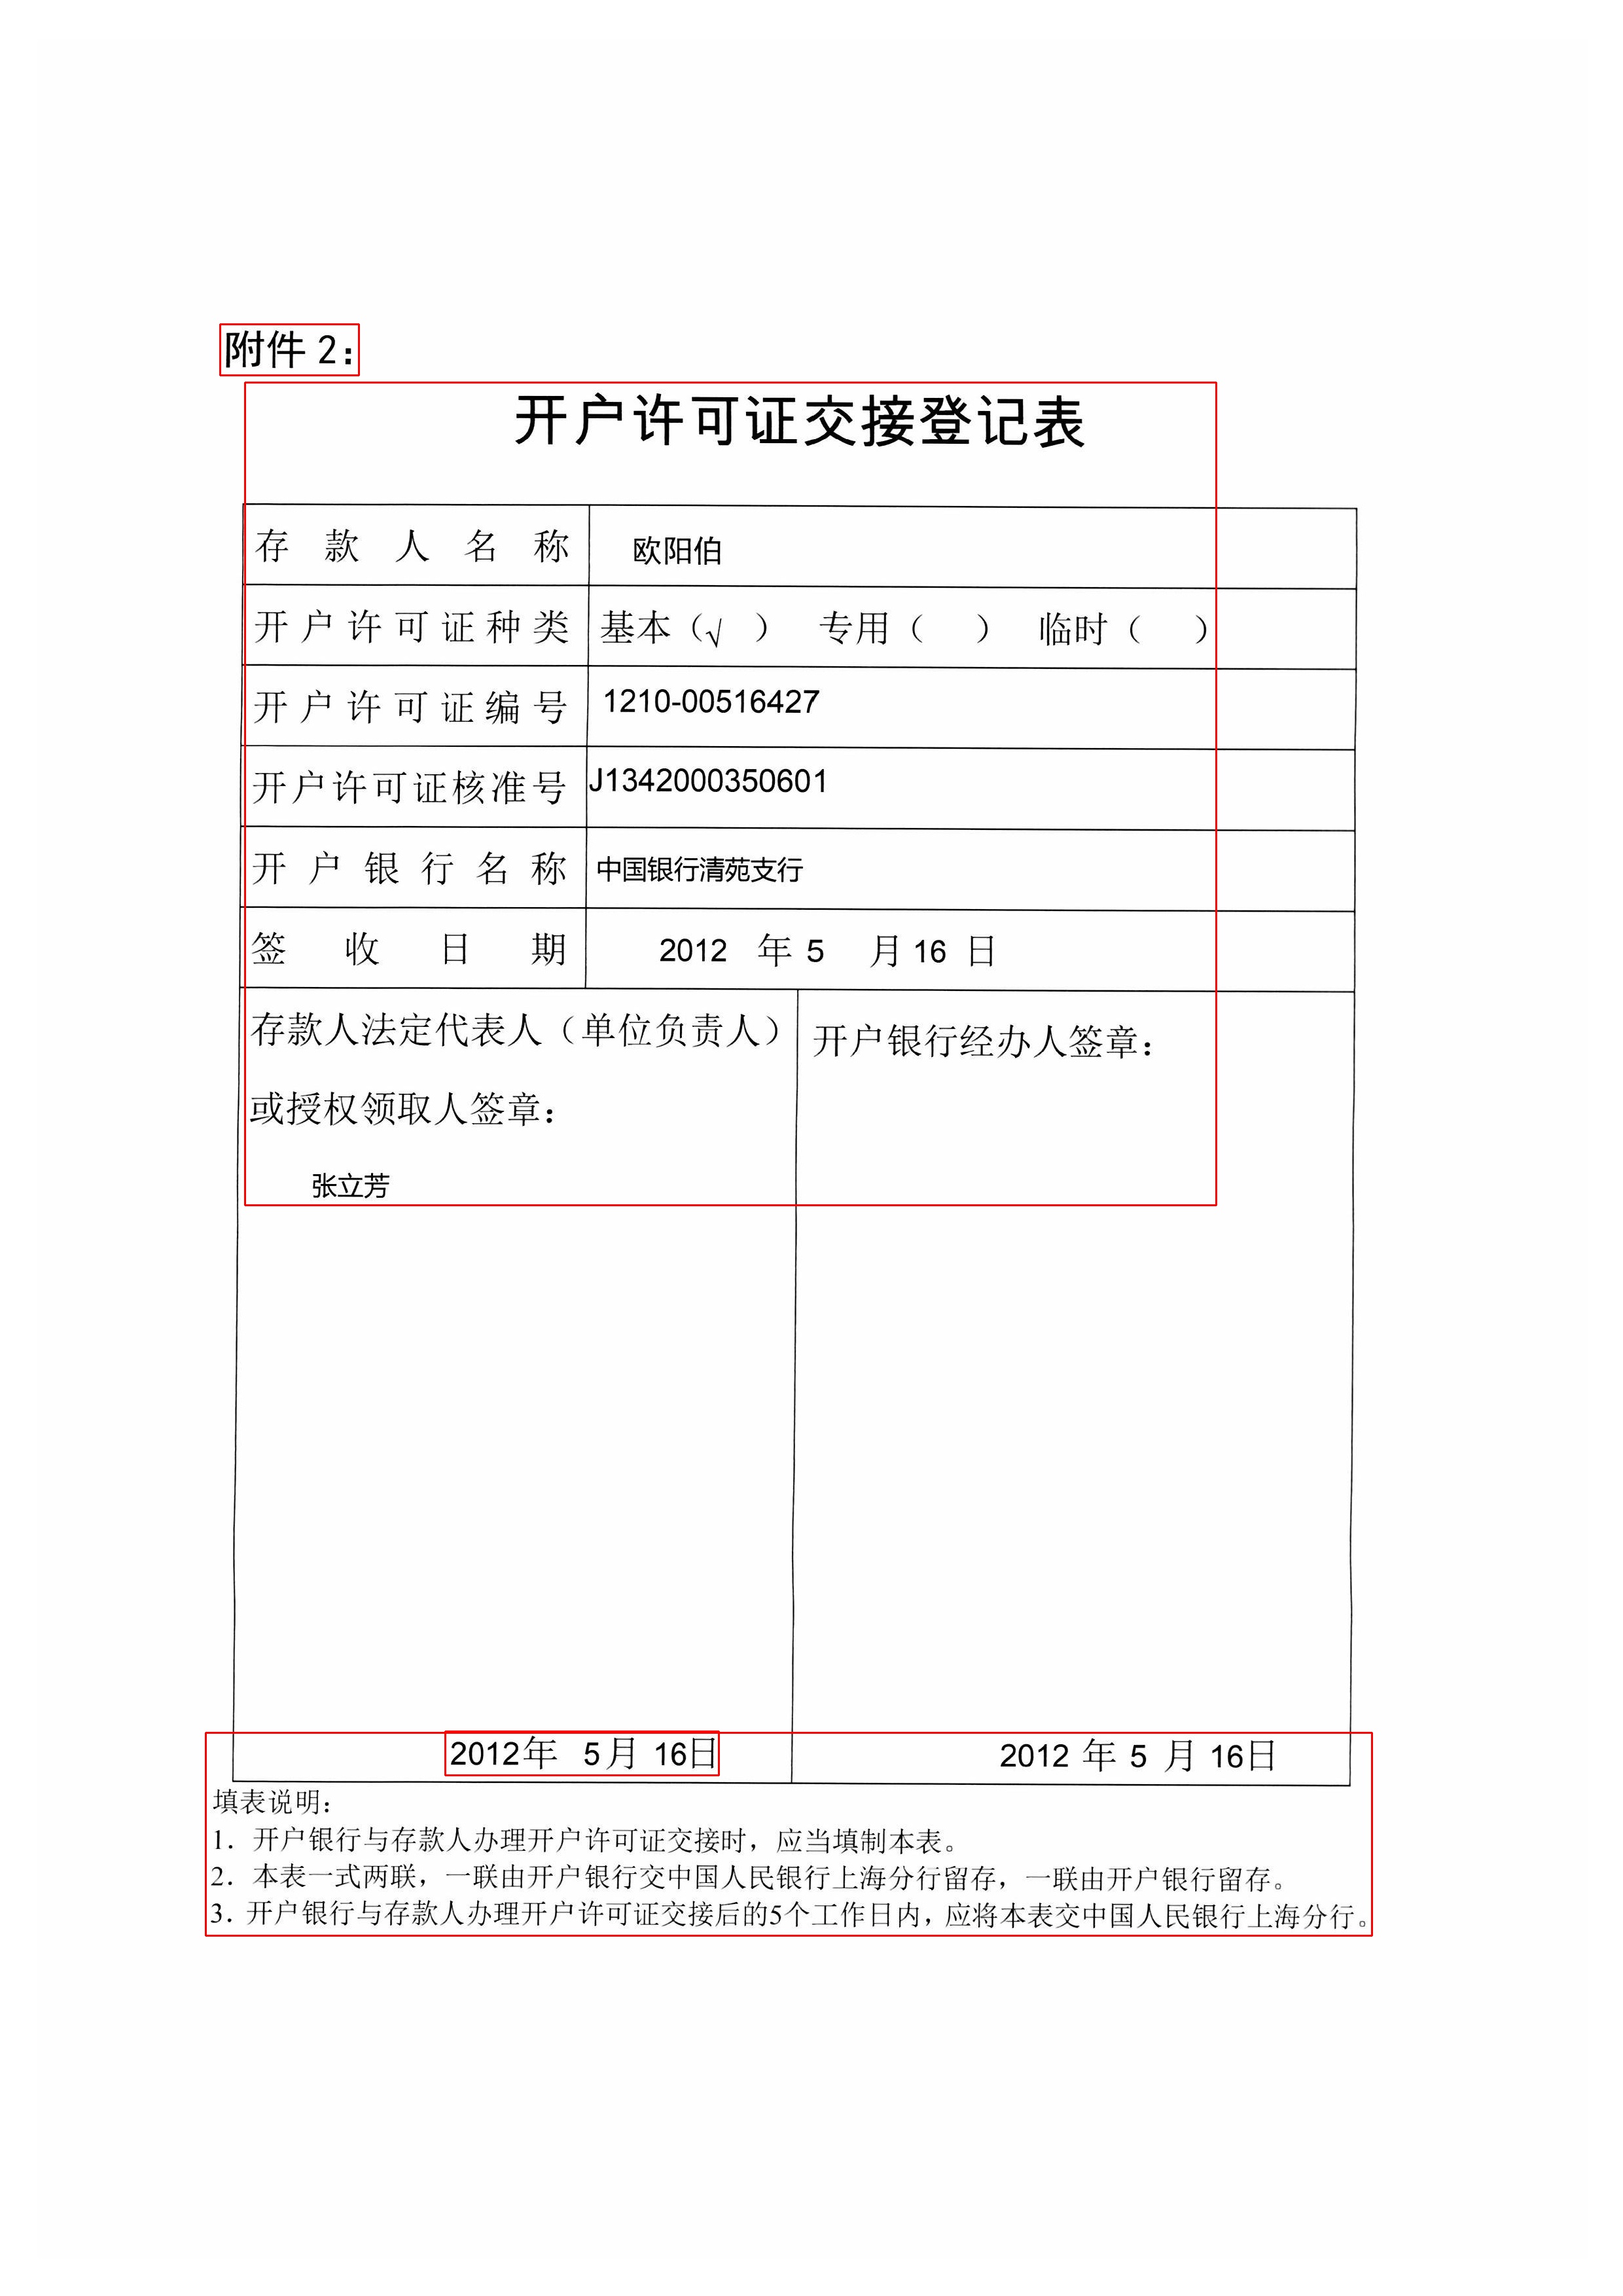 附件 2：
开户许可证交接登记表
存款人名称 欧阳伯
开户许可证种类 基本（√ ） 专用（ ） 临时（ ）
开户许可证编号 1210-00516427
开户许可证核准号 J1342000350601
开户银行名称 中国银行清苑支行
签收日期 2012 年 5 月 16 日
存款人法定代表人（单位负责人）
或授权领取人签章：
张立芳
开户银行经办人签章：
2012年 5月 16日
2012 年 5 月 16日
填表说明：
1. 开户银行与存款人办理开户许可证交接时，应当填制本表。
2. 本表一式两联，一联由开户银行交中国人民银行上海分行留存，一联由开户银行留存。
3. 开户银行与存款人办理开户许可证交接后的5个工作日内，应将本表交中国人民银行上海分行。